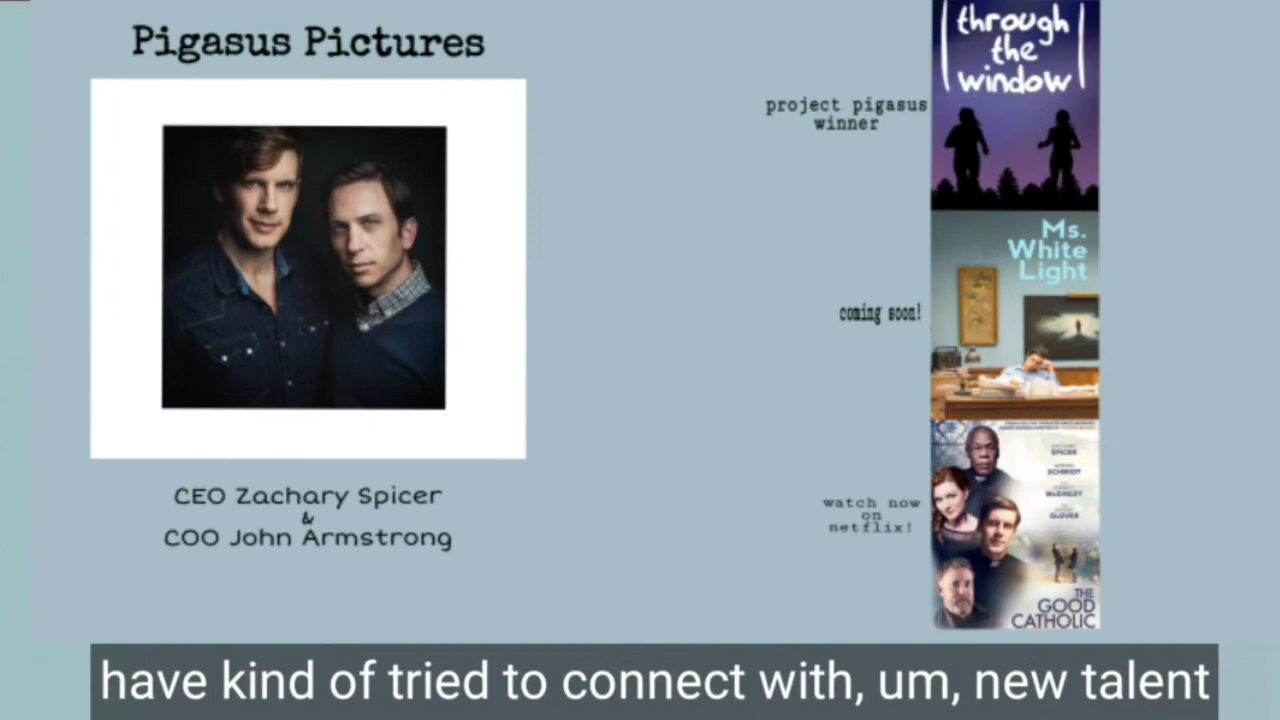 Pigasus Pictures
CEO Zachary Spicer
&
COO John Armstrong
project pigasus
winner
through
the
window
coming soon!
Ms.
White
Light
watch now
on
netflix!
SPICER
SCHMIDT
McGINLEY
GLOVER
THE
GOOD
CATHOLIC
have kind of tried to connect with, um, new talent